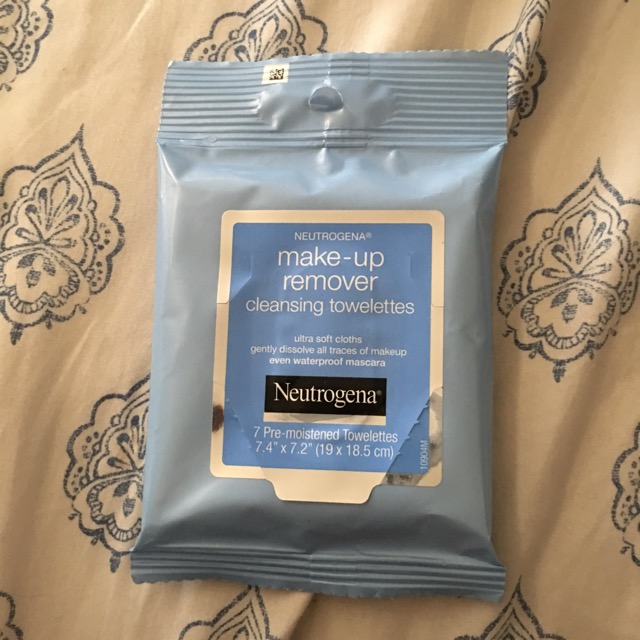 NEUTROGENA®
make-up
remover
cleansing towelettes
ultra soft cloths
gently dissolve all traces of makeup
even waterproof mascara
Neutrogena®
7 Pre-moistened Towelettes
7.4" x 7.2" (19 x 18.5 cm)